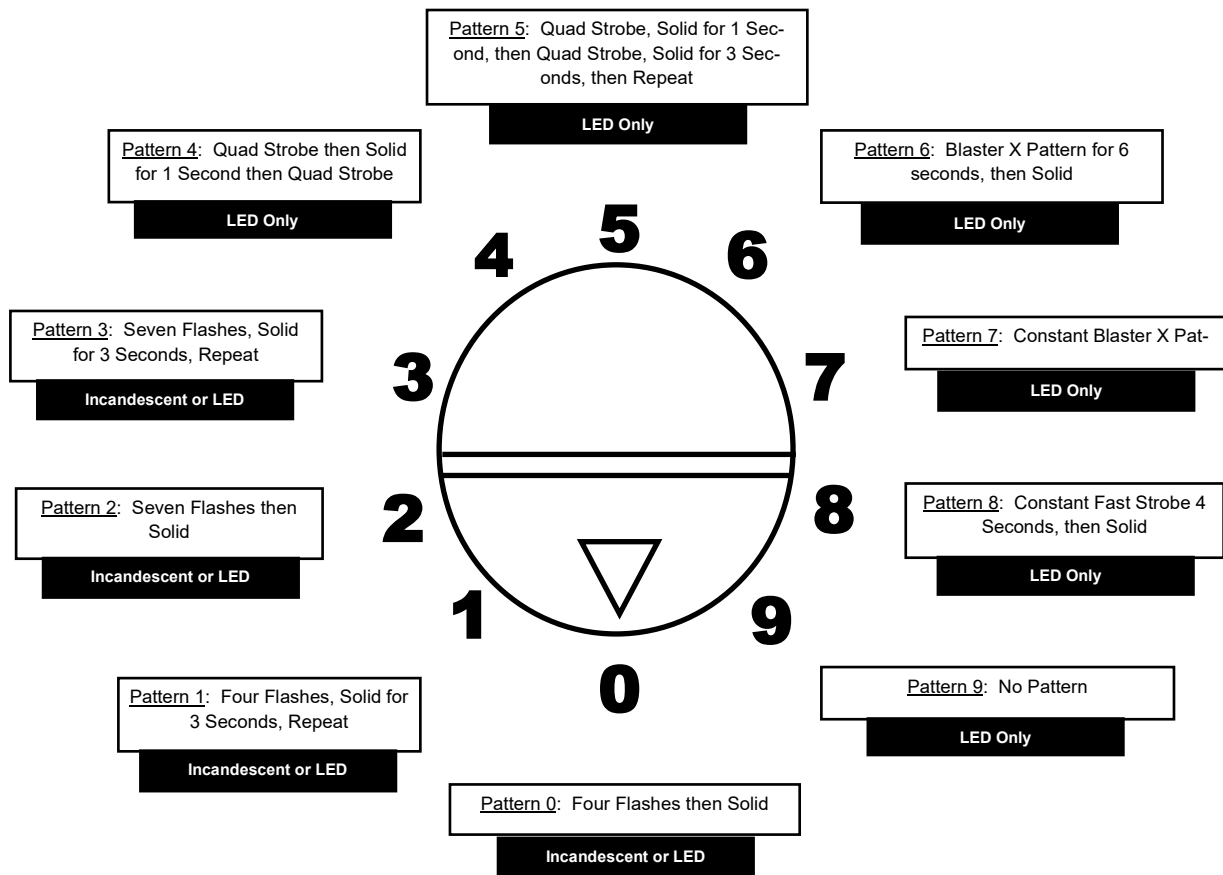 Pattern 5:  Quad Strobe, Solid for 1 Sec-
ond, then Quad Strobe, Solid for 3 Sec-
onds, then Repeat
LED Only
Pattern 4:  Quad Strobe then Solid
for 1 Second then Quad Strobe
LED Only
Pattern 6:  Blaster X Pattern for 6
seconds, then Solid
LED Only
5
4
6
Pattern 3:  Seven Flashes, Solid
for 3 Seconds, Repeat
Incandescent or LED
3
7
Pattern 7:  Constant Blaster X Pat-
LED Only
Pattern 2:  Seven Flashes then
Solid
Incandescent or LED
2
8
Pattern 8:  Constant Fast Strobe 4
Seconds, then Solid
LED Only
1
9
0
Pattern 1:  Four Flashes, Solid for
3 Seconds, Repeat
Incandescent or LED
Pattern 9:  No Pattern
LED Only
Pattern 0:  Four Flashes then Solid
Incandescent or LED